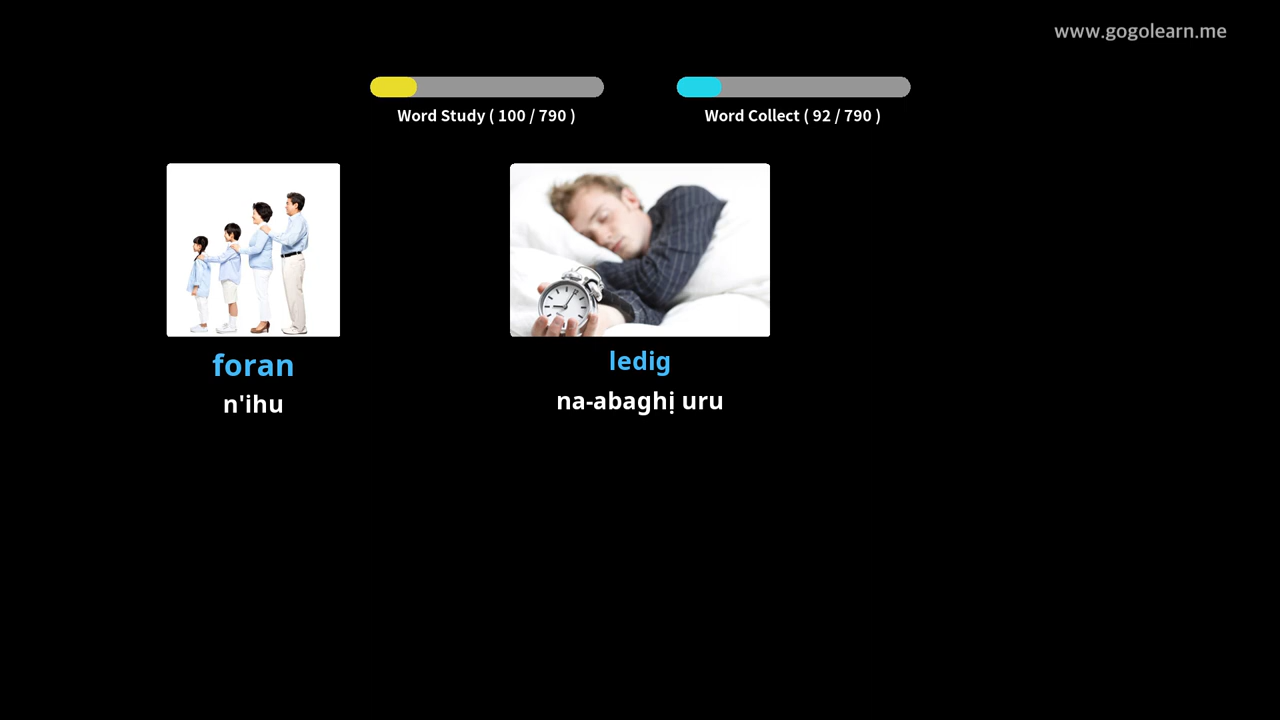 www.gogolearn.me
Word Study ( 100 / 790 )
Word Collect ( 92 / 790 )
foran
n'ihu
ledig
na-abaghị uru